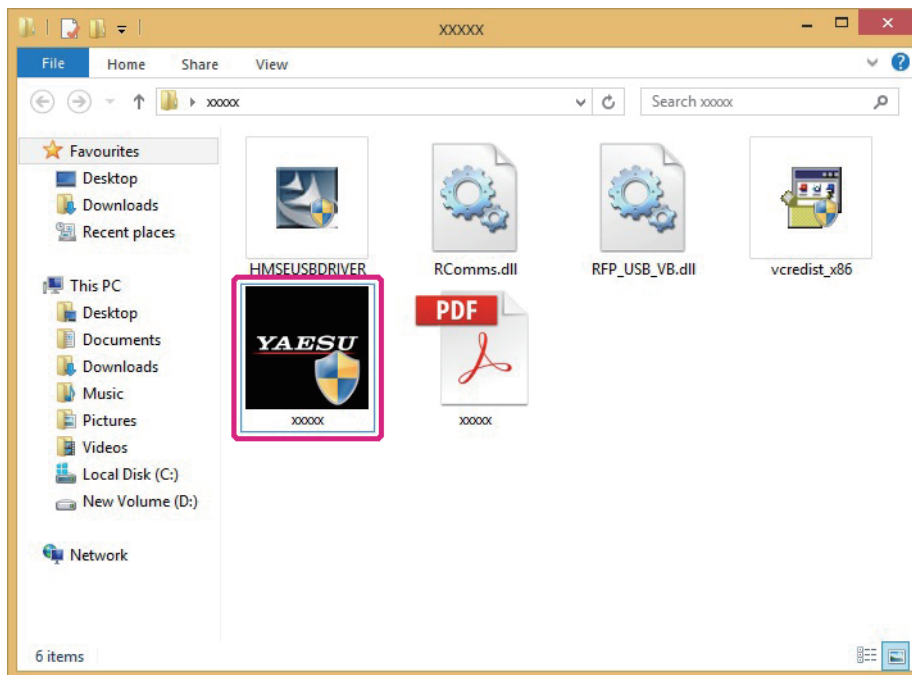 xxxxx
File Home Share View
xxxxx Search xxxxx
Favourites
Desktop
Downloads
Recent places
This PC
Desktop
Documents
Downloads
Music
Pictures
Videos
Local Disk (C:)
New Volume (D:)
Network
HMSEUSBDRIVER RComms.dll RFP_USB_VB.dll vcredist_x86
YAESU PDF
xxxxx xxxxx
6 items